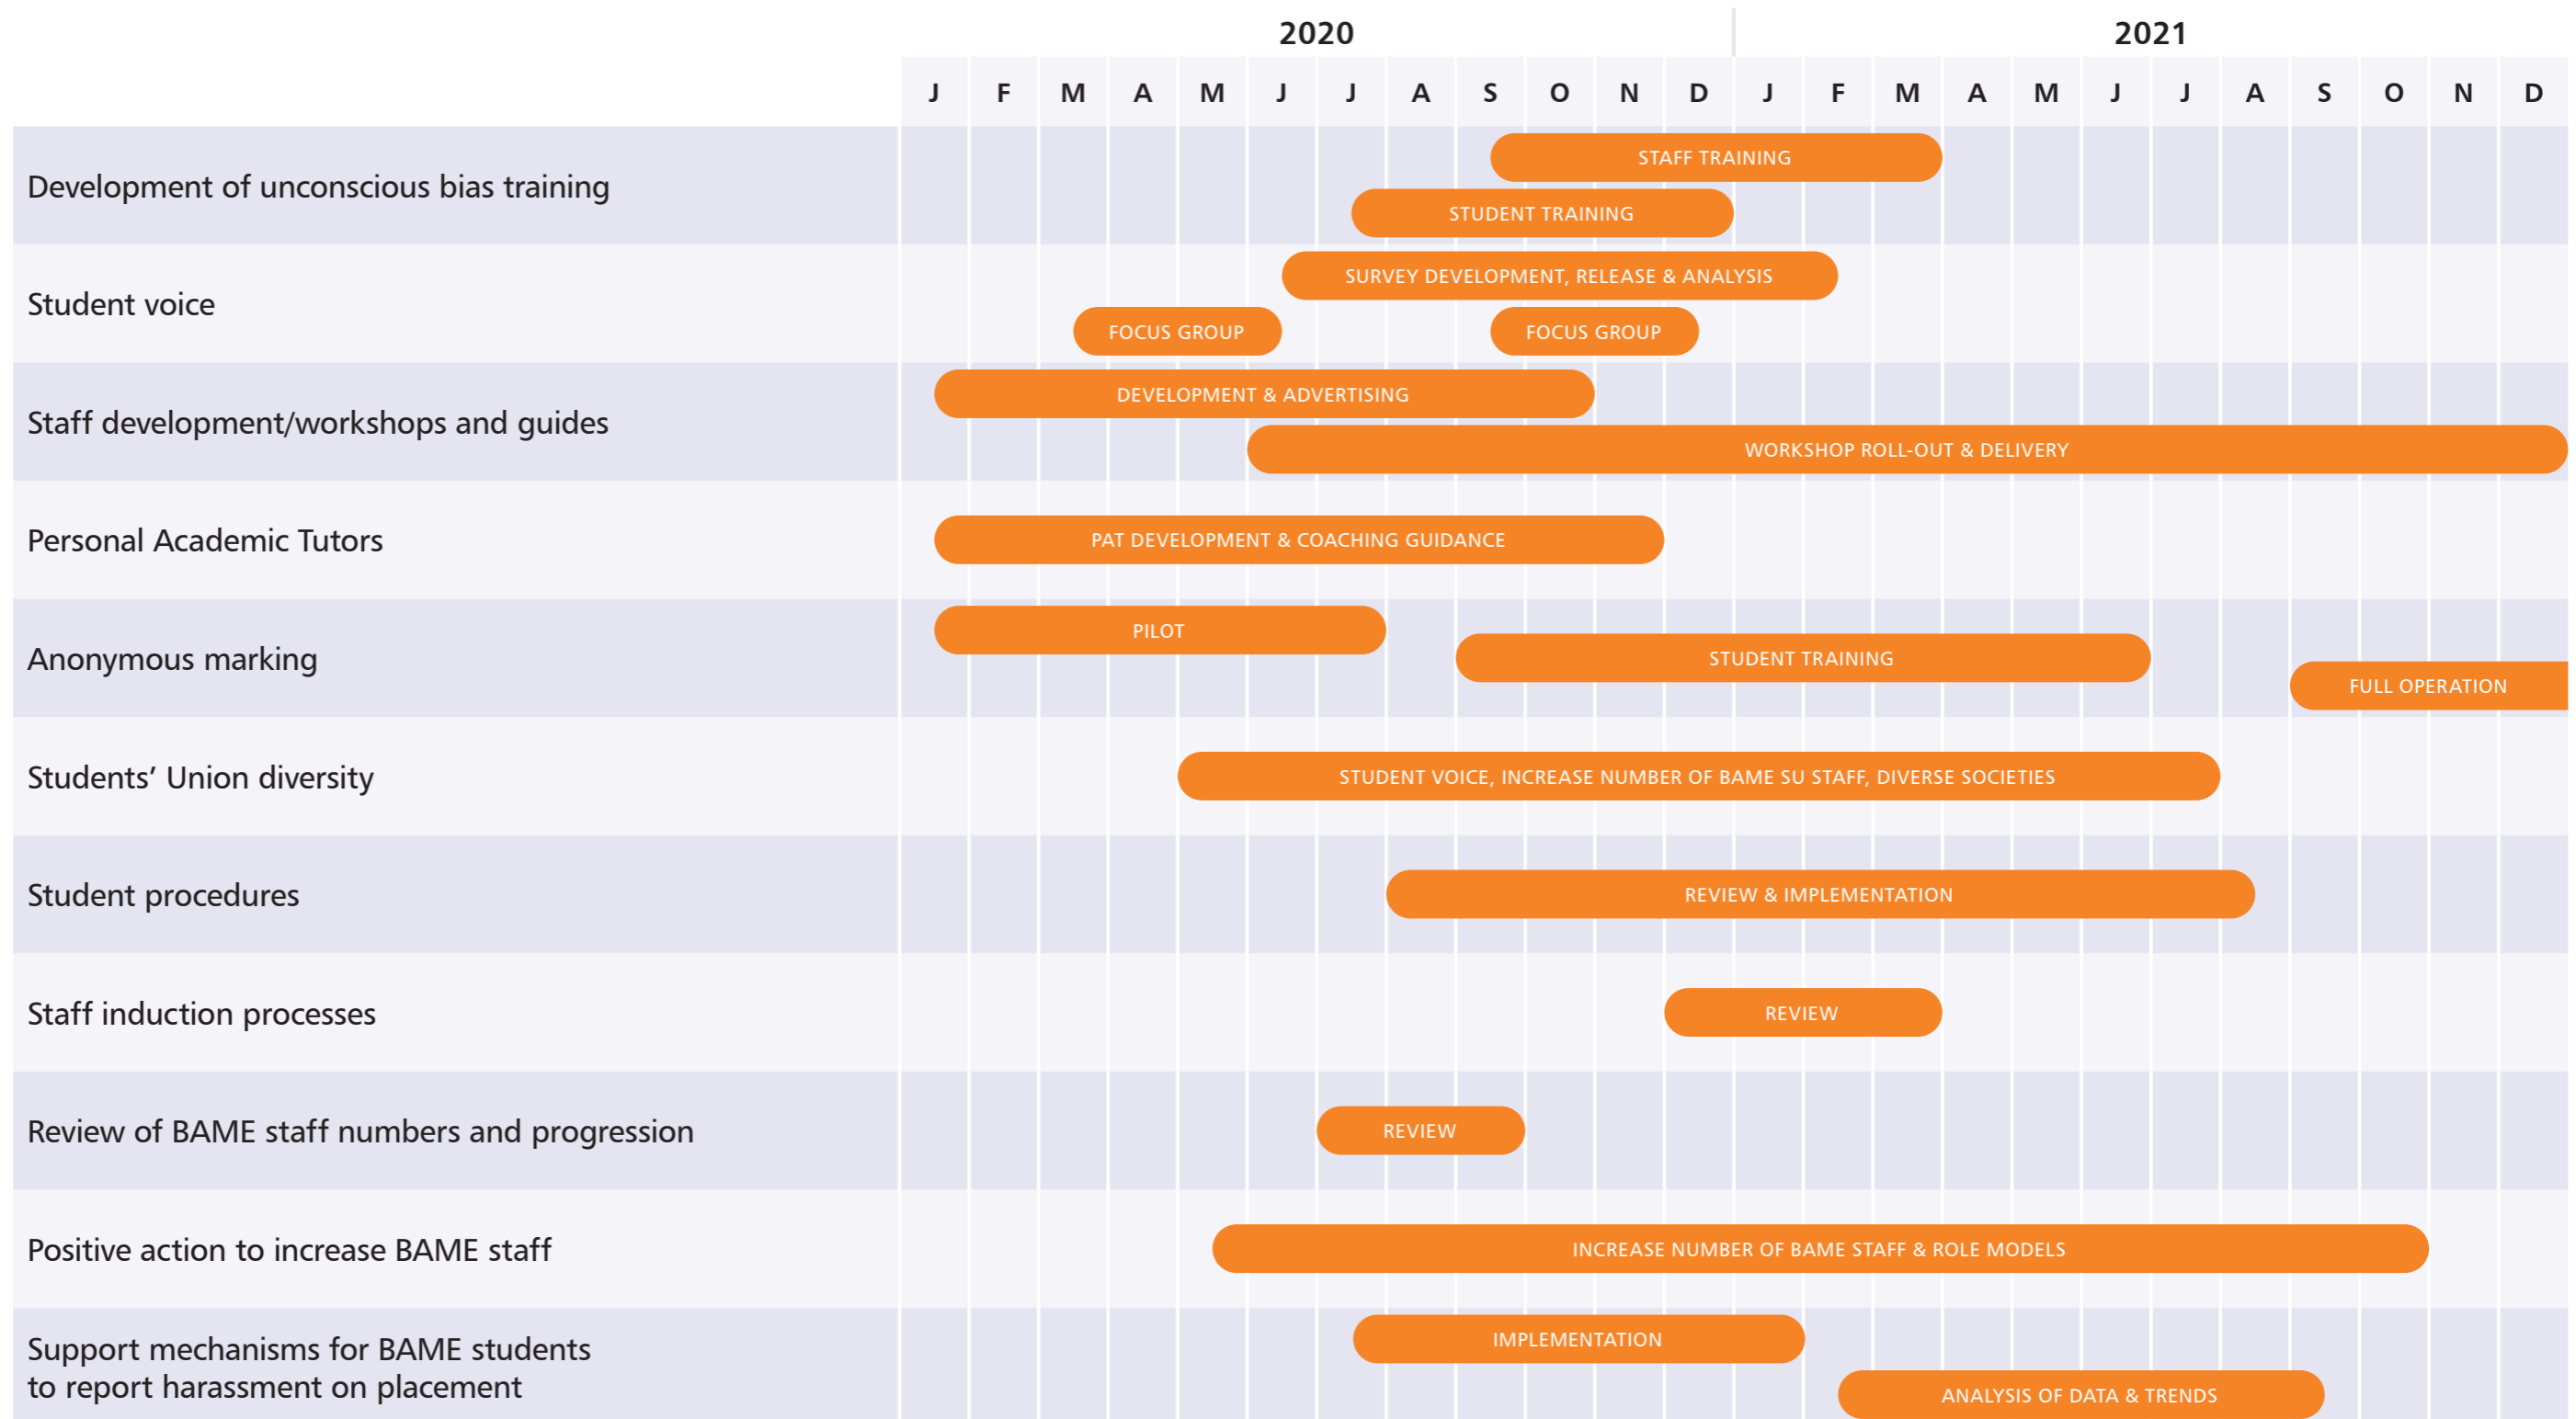 2020 2021
J F M A M J J A S O N D J F M A M J J A S O N D
Development of unconscious bias training
STAFF TRAINING
STUDENT TRAINING
Student voice
SURVEY DEVELOPMENT, RELEASE & ANALYSIS
FOCUS GROUP FOCUS GROUP
Staff development/workshops and guides
DEVELOPMENT & ADVERTISING
WORKSHOP ROLL-OUT & DELIVERY
Personal Academic Tutors
PAT DEVELOPMENT & COACHING GUIDANCE
Anonymous marking
PILOT
STUDENT TRAINING
FULL OPERATION
Students’ Union diversity
STUDENT VOICE, INCREASE NUMBER OF BAME SU STAFF, DIVERSE SOCIETIES
Student procedures
REVIEW & IMPLEMENTATION
Staff induction processes
REVIEW
Review of BAME staff numbers and progression
REVIEW
Positive action to increase BAME staff
INCREASE NUMBER OF BAME STAFF & ROLE MODELS
Support mechanisms for BAME students
to report harassment on placement
IMPLEMENTATION
ANALYSIS OF DATA & TRENDS